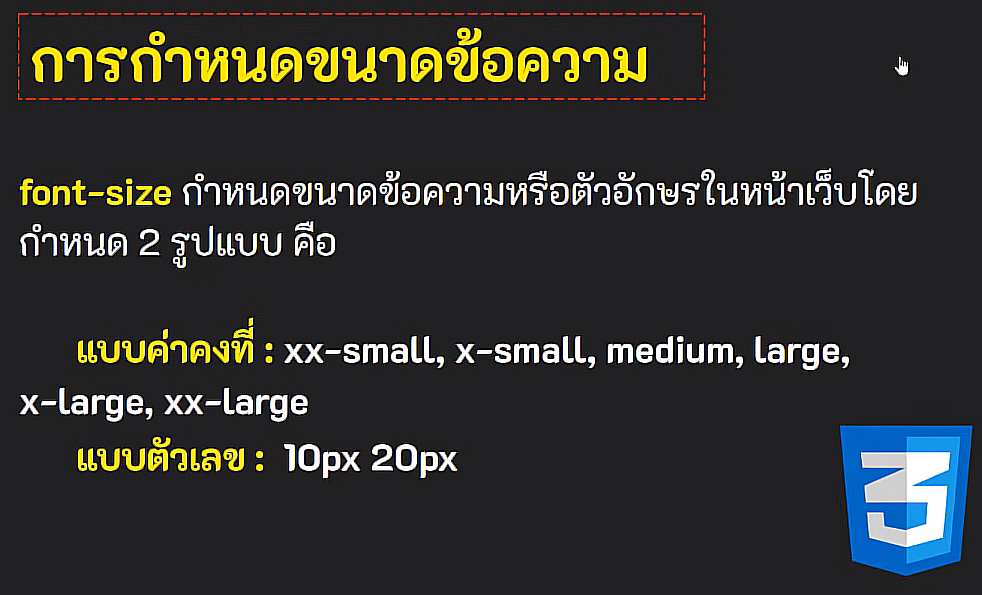 การกำหนดขนาดข้อความ
font-size กำหนดขนาดข้อความหรือตัวอักษรในหน้าเว็บโดย
กำหนด 2 รูปแบบ คือ
แบบค่าคงที่ : xx-small, x-small, medium, large,
x-large, xx-large
แบบตัวเลข : 10px 20px
3